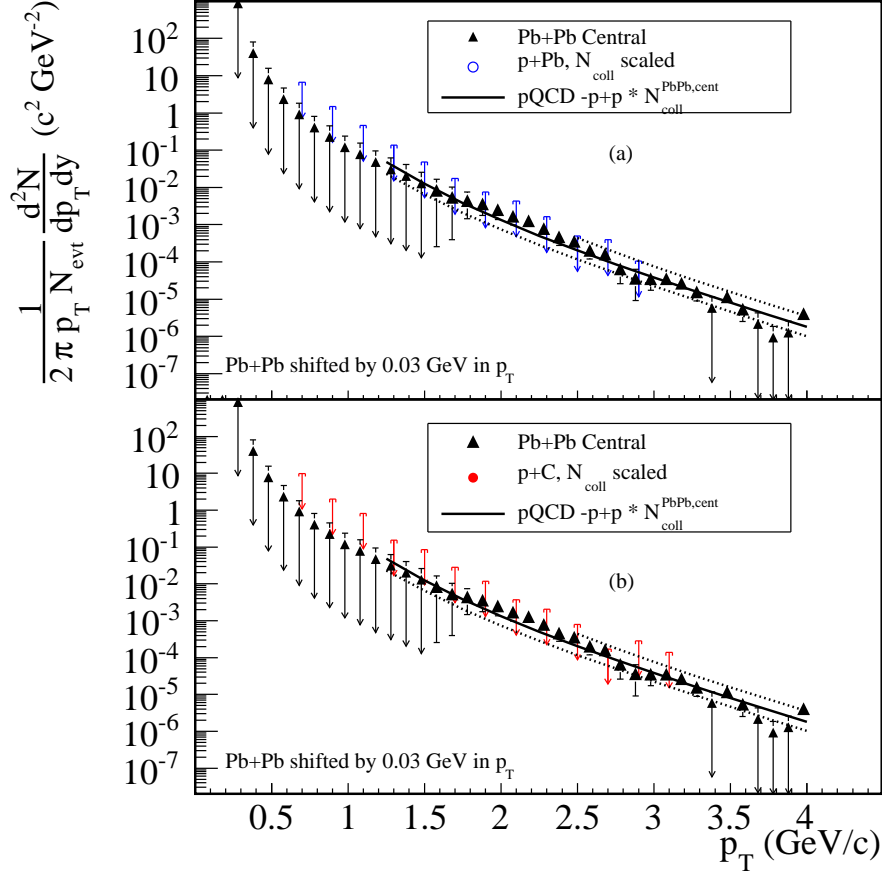 1 / 2 π p_T N_evt d²N / dp_T dy (c² GeV⁻²)
10²
10
1
10⁻¹
10⁻²
10⁻³
10⁻⁴
10⁻⁵
10⁻⁶
10⁻⁷
Pb+Pb Central
p+Pb, N_coll scaled
pQCD -p+p * N_coll^PbPb,cent
(a)
Pb+Pb shifted by 0.03 GeV in p_T
10²
10
1
10⁻¹
10⁻²
10⁻³
10⁻⁴
10⁻⁵
10⁻⁶
10⁻⁷
Pb+Pb Central
p+C, N_coll scaled
pQCD -p+p * N_coll^PbPb,cent
(b)
Pb+Pb shifted by 0.03 GeV in p_T
0.5 1 1.5 2 2.5 3 3.5 4
p_T (GeV/c)